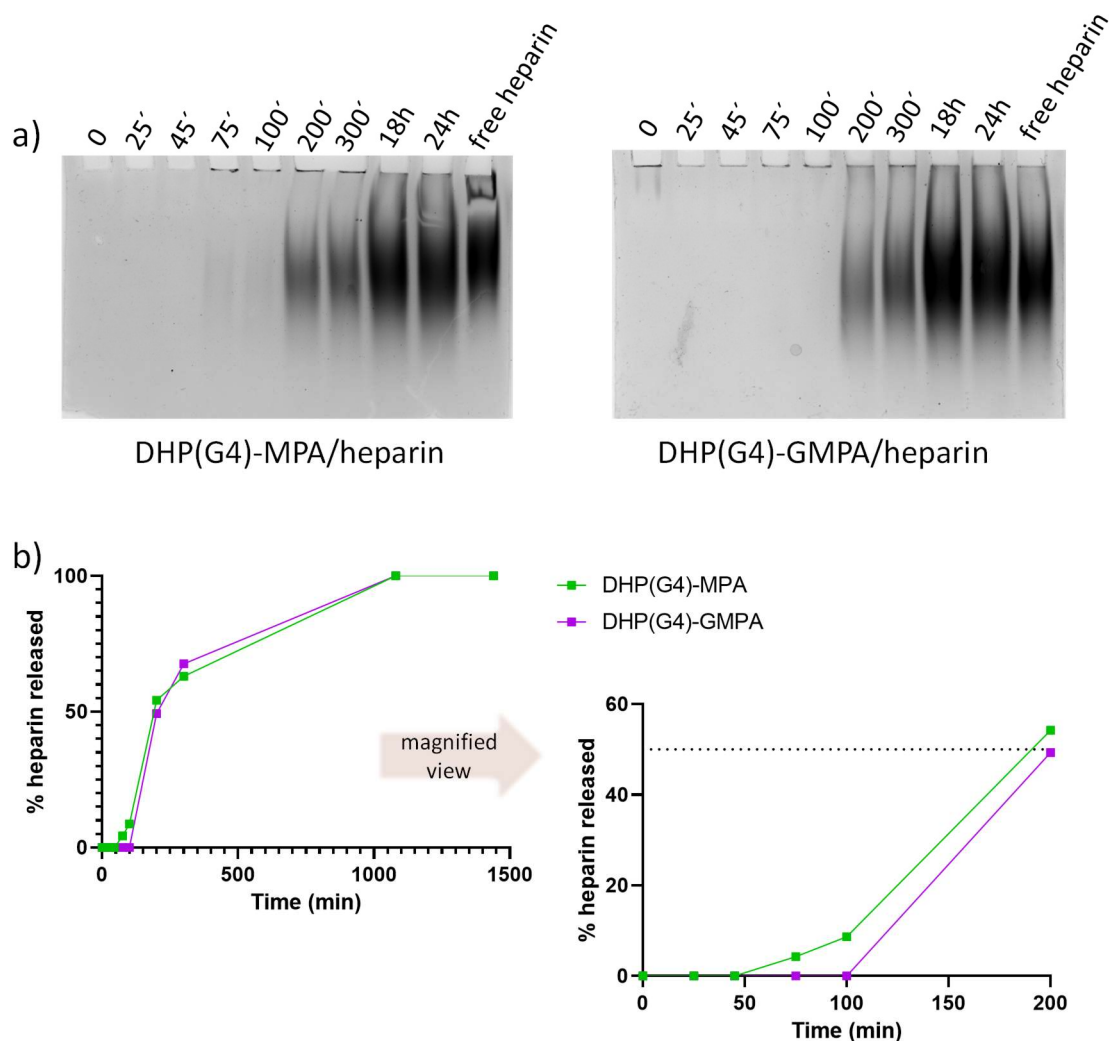 a)
0 25´ 45´ 75´ 100´ 200´ 300´ 18h 24h free heparin
0 25´ 45´ 75´ 100´ 200´ 300´ 18h 24h free heparin
DHP(G4)-MPA/heparin
DHP(G4)-GMPA/heparin
b)
% heparin released
100
50
0
0 500 1000 1500
Time (min)
DHP(G4)-MPA
DHP(G4)-GMPA
magnified
view
% heparin released
60
40
20
0
0 50 100 150 200
Time (min)